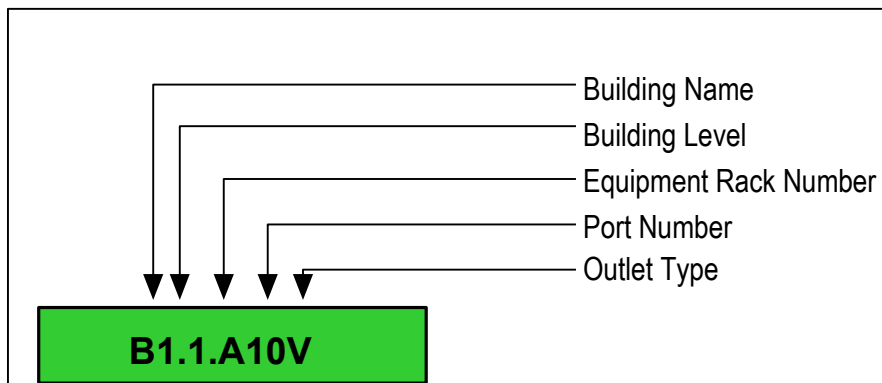 Building Name
Building Level
Equipment Rack Number
Port Number
Outlet Type
B1.1.A10V